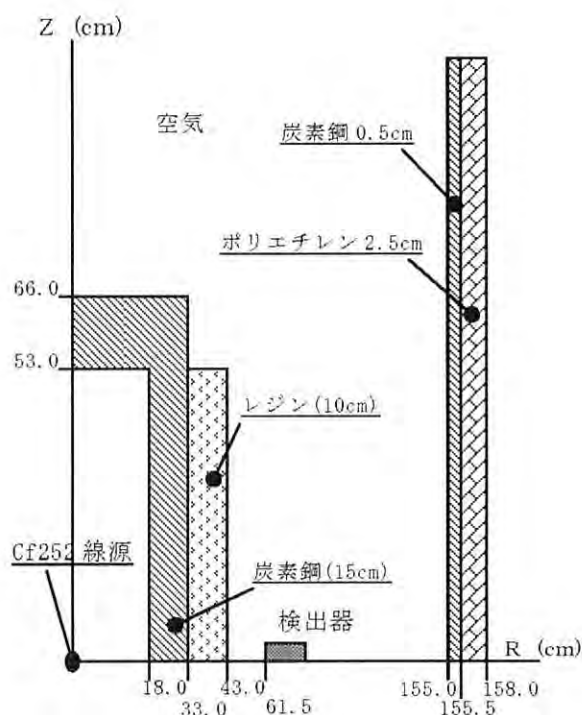 Z (cm)
空気
炭素鋼 0.5cm
ポリエチレン 2.5cm
66.0
53.0
レジン(10cm)
Cf252 線源
炭素鋼(15cm)
検出器
R (cm)
18.0
33.0
43.0
61.5
155.0
155.5
158.0